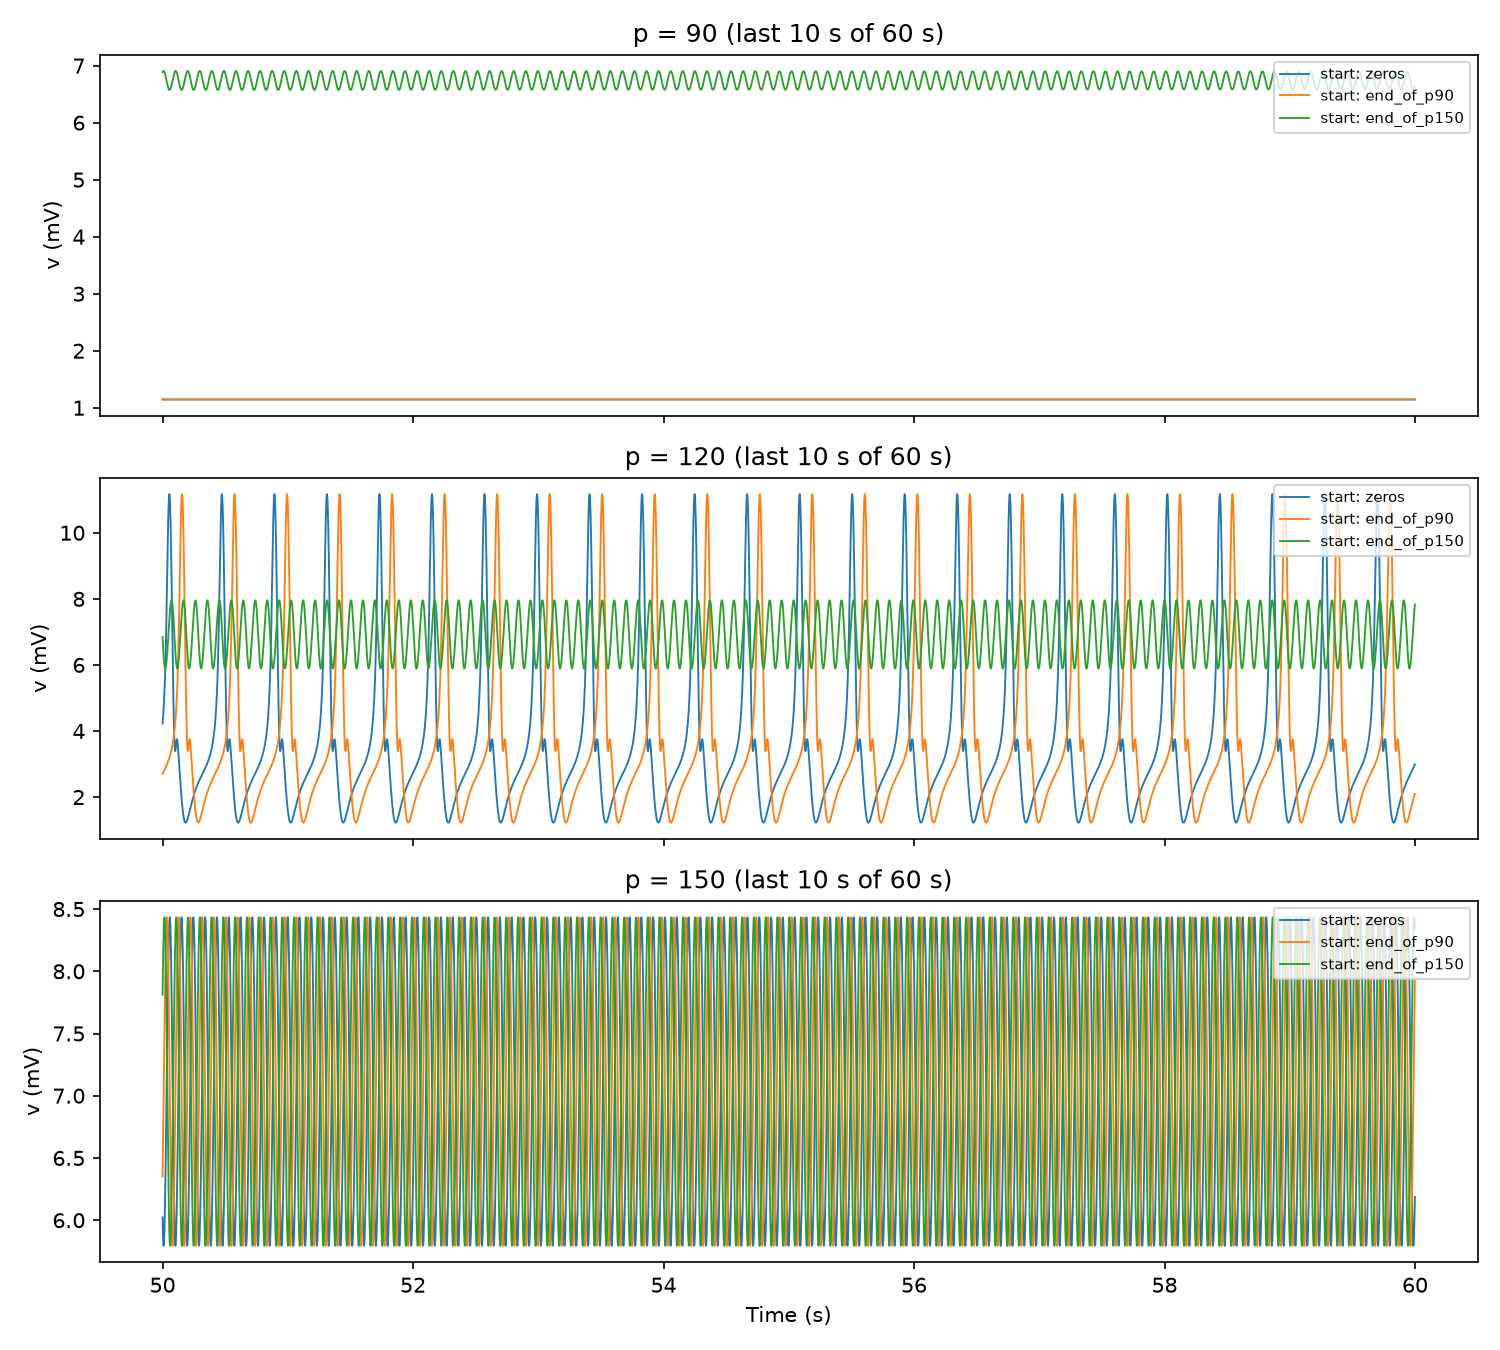 p = 90 (last 10 s of 60 s)
7
6
5
4
3
2
1
v (mV)
start: zeros
start: end_of_p90
start: end_of_p150
p = 120 (last 10 s of 60 s)
10
8
6
4
2
v (mV)
start: zeros
start: end_of_p90
start: end_of_p150
p = 150 (last 10 s of 60 s)
8.5
8.0
7.5
7.0
6.5
6.0
v (mV)
start: zeros
start: end_of_p90
start: end_of_p150
50 52 54 56 58 60
Time (s)